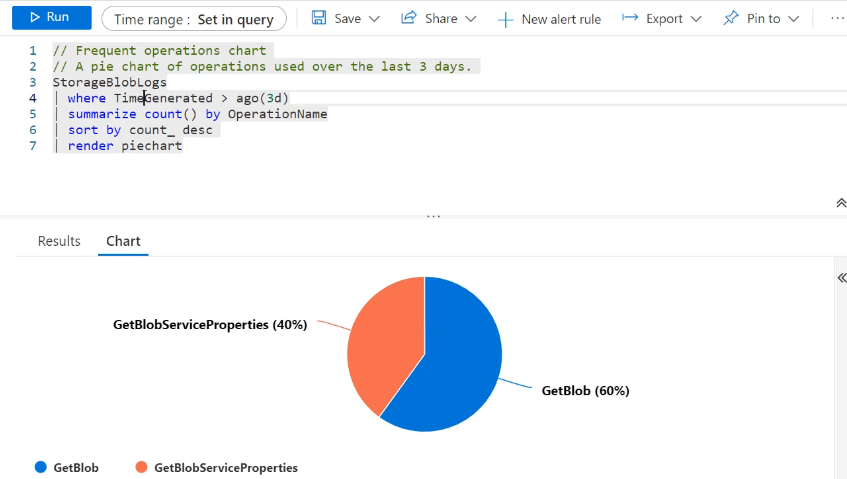 Run Time range : Set in query Save Share New alert rule Export Pin to ...
1 // Frequent operations chart
2 // A pie chart of operations used over the last 3 days.
3 StorageBlobLogs
4 | where TimeGenerated > ago(3d)
5 | summarize count() by OperationName
6 | sort by count_ desc
7 | render piechart
...
Results Chart
GetBlobServiceProperties (40%)
GetBlob (60%)
GetBlob GetBlobServiceProperties